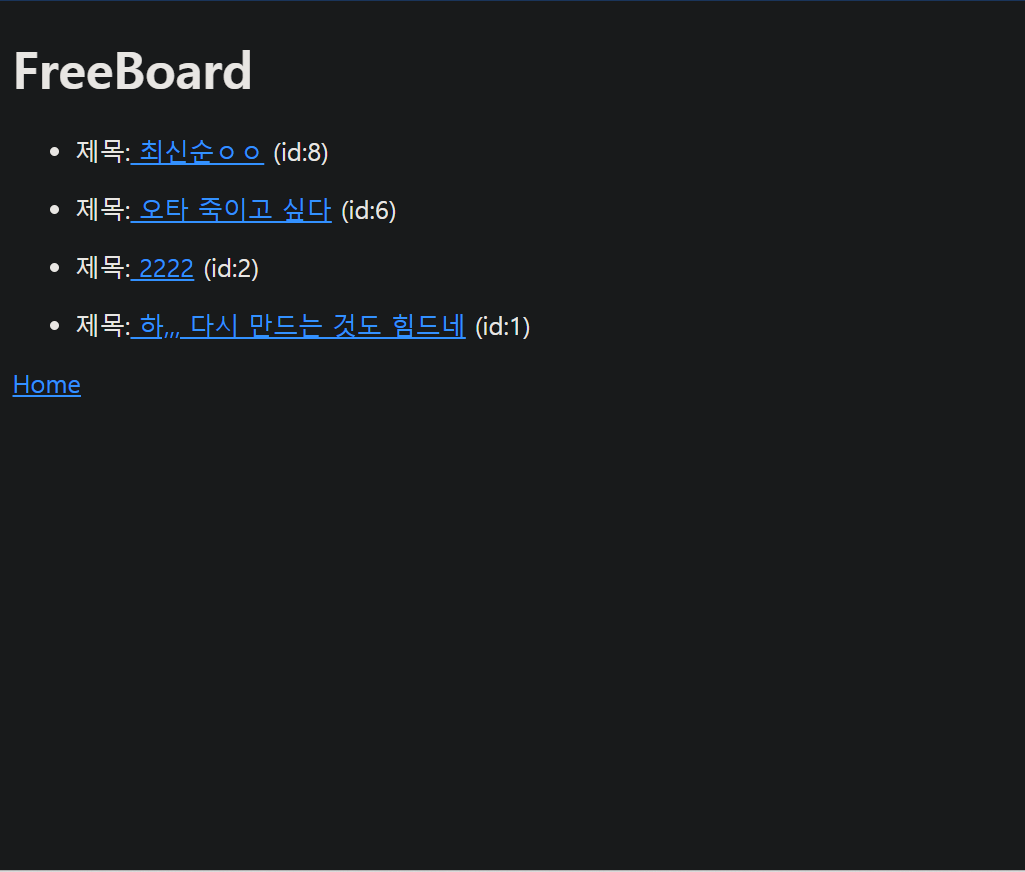 FreeBoard
제목: 최신순ㅇㅇ (id:8)
제목: 오타 죽이고 싶다 (id:6)
제목: 2222 (id:2)
제목: 하,,, 다시 만드는 것도 힘드네 (id:1)
Home